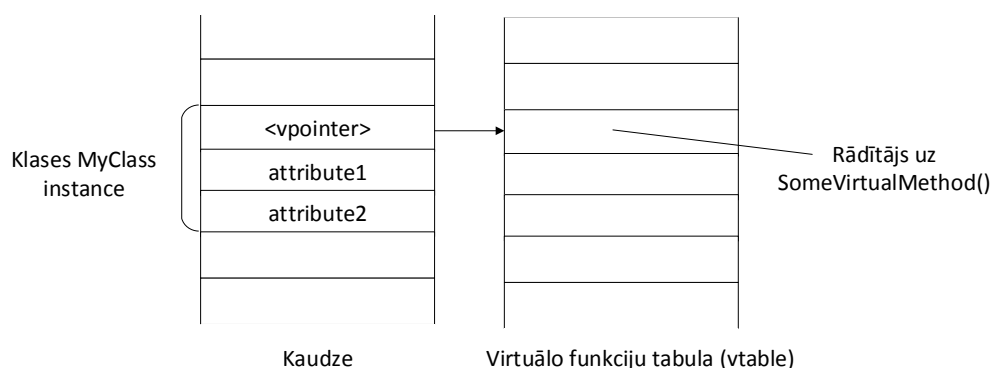 Klases MyClass
instance
<vpointer>
attribute1
attribute2
Rādītājs uz
SomeVirtualMethod()
Kaudze
Virtuālo funkciju tabula (vtable)